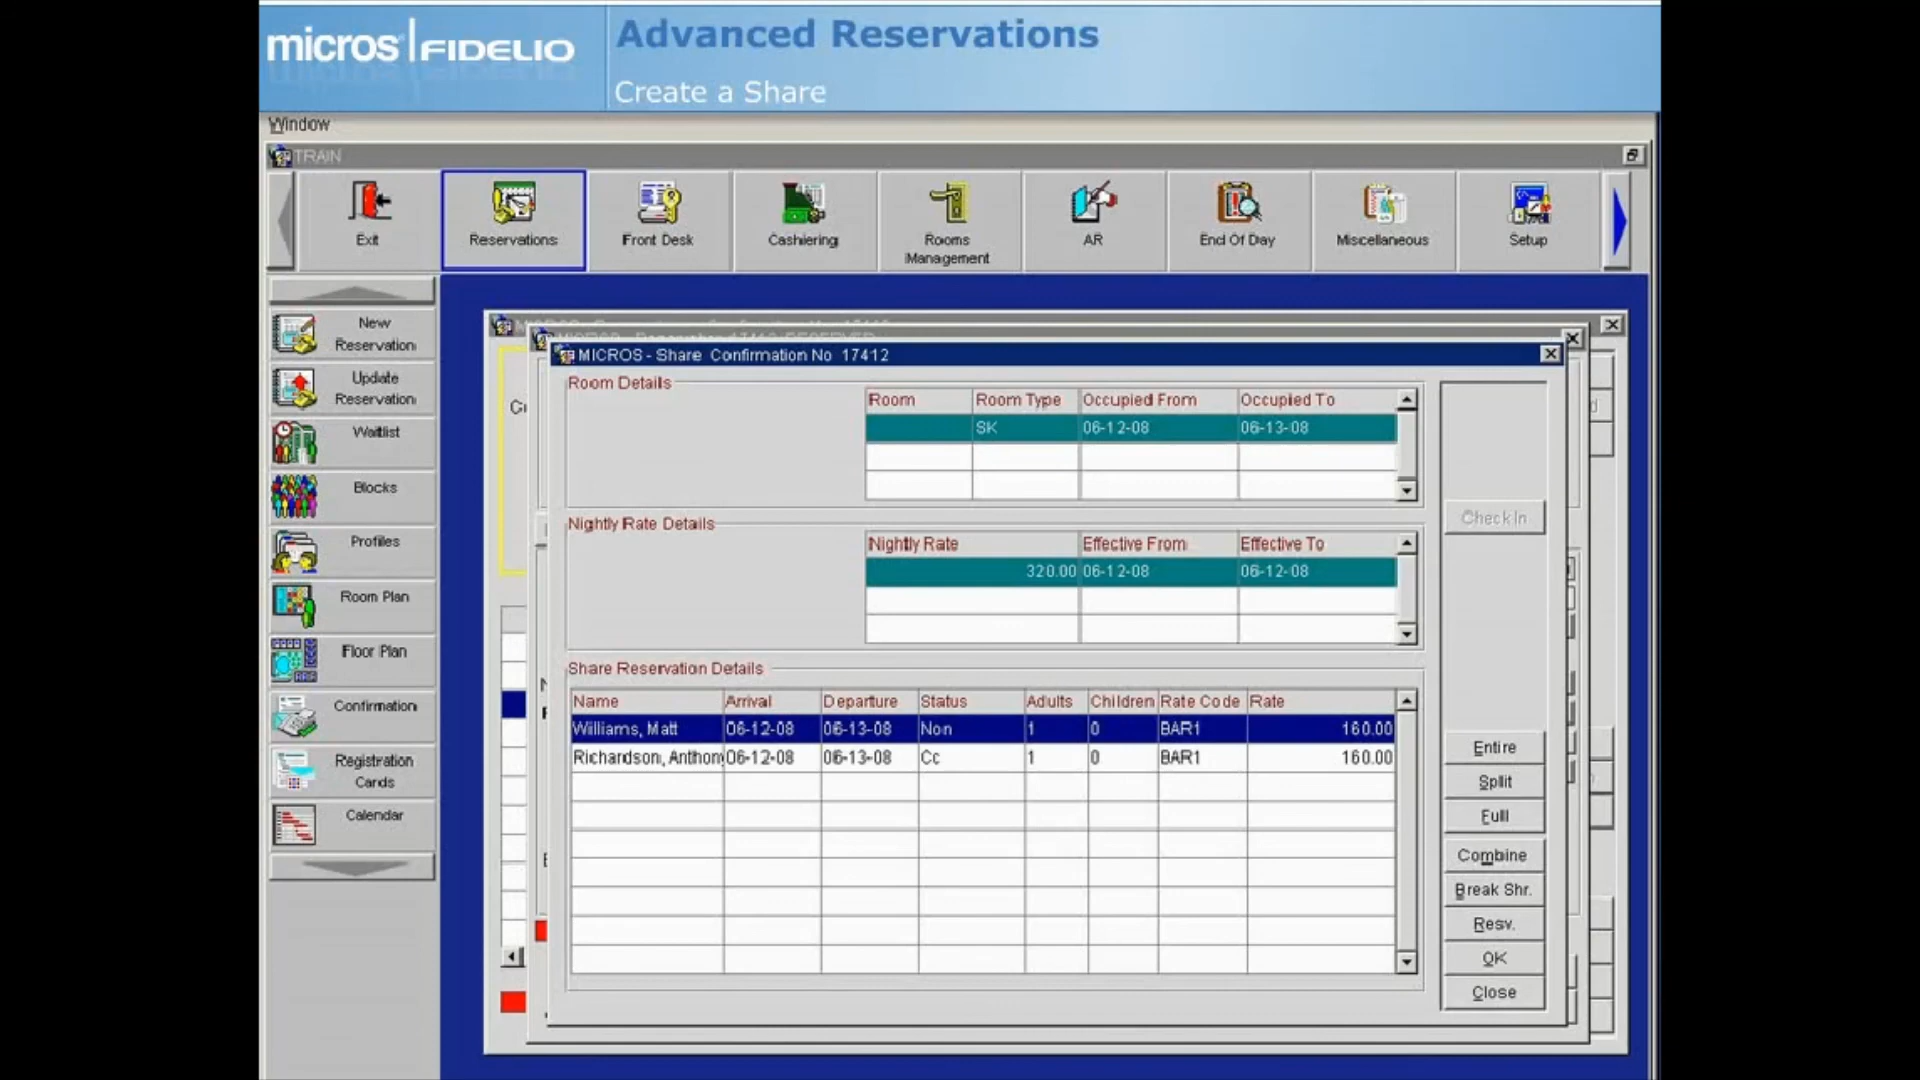 micros FIDELIO
Advanced Reservations
Create a Share
Window
TRAIN
Exit
Reservations
Front Desk
Cashiering
Rooms Management
AR
End Of Day
Miscellaneous
Setup
New Reservation
Update Reservation
Waitlist
Blocks
Profiles
Room Plan
Floor Plan
Confirmation
Registration Cards
Calendar
MICROS - Share Confirmation No 17412
Room Details
Room Room Type Occupied From Occupied To
SK 06-12-08 06-13-08
Nightly Rate Details
Nightly Rate Effective From Effective To
320.00 06-12-08 06-12-08
Share Reservation Details
Name Arrival Departure Status Adults Children Rate Code Rate
Williams, Matt 06-12-08 06-13-08 Non 1 0 BAR1 160.00
Richardson, Anthony 06-12-08 06-13-08 Cc 1 0 BAR1 160.00
Check In
Entire
Split
Full
Combine
Break Shr.
Resv.
OK
Close